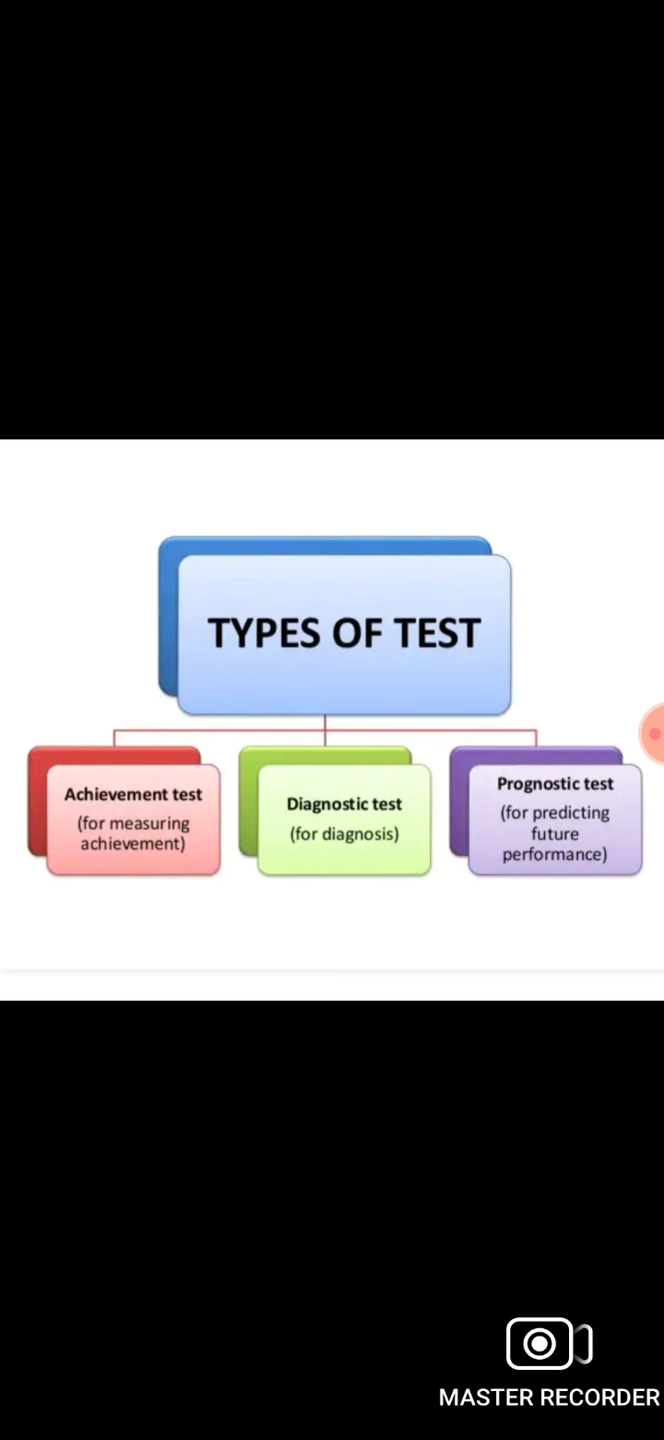 TYPES OF TEST
Achievement test
(for measuring
achievement)
Diagnostic test
(for diagnosis)
Prognostic test
(for predicting
future
performance)
MASTER RECORDER